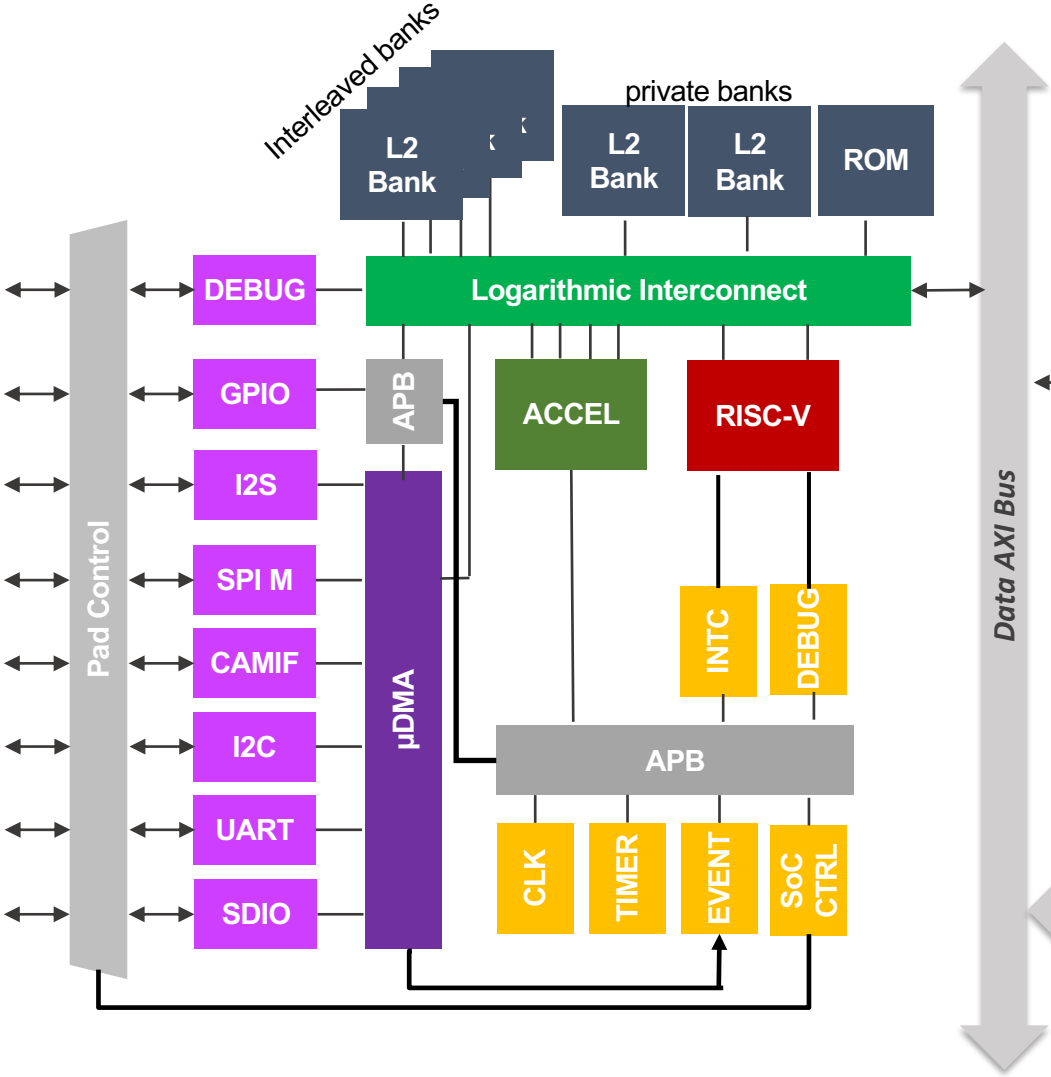 Interleaved banks
private banks
L2
Bank
k
k
L2
Bank
L2
Bank
ROM
DEBUG
Logarithmic Interconnect
GPIO
APB
ACCEL
RISC-V
I2S
SPI M
CAMIF
I2C
UART
SDIO
Pad Control
µDMA
INTC
DEBUG
APB
CLK
TIMER
EVENT
SoC
CTRL
Data AXI Bus